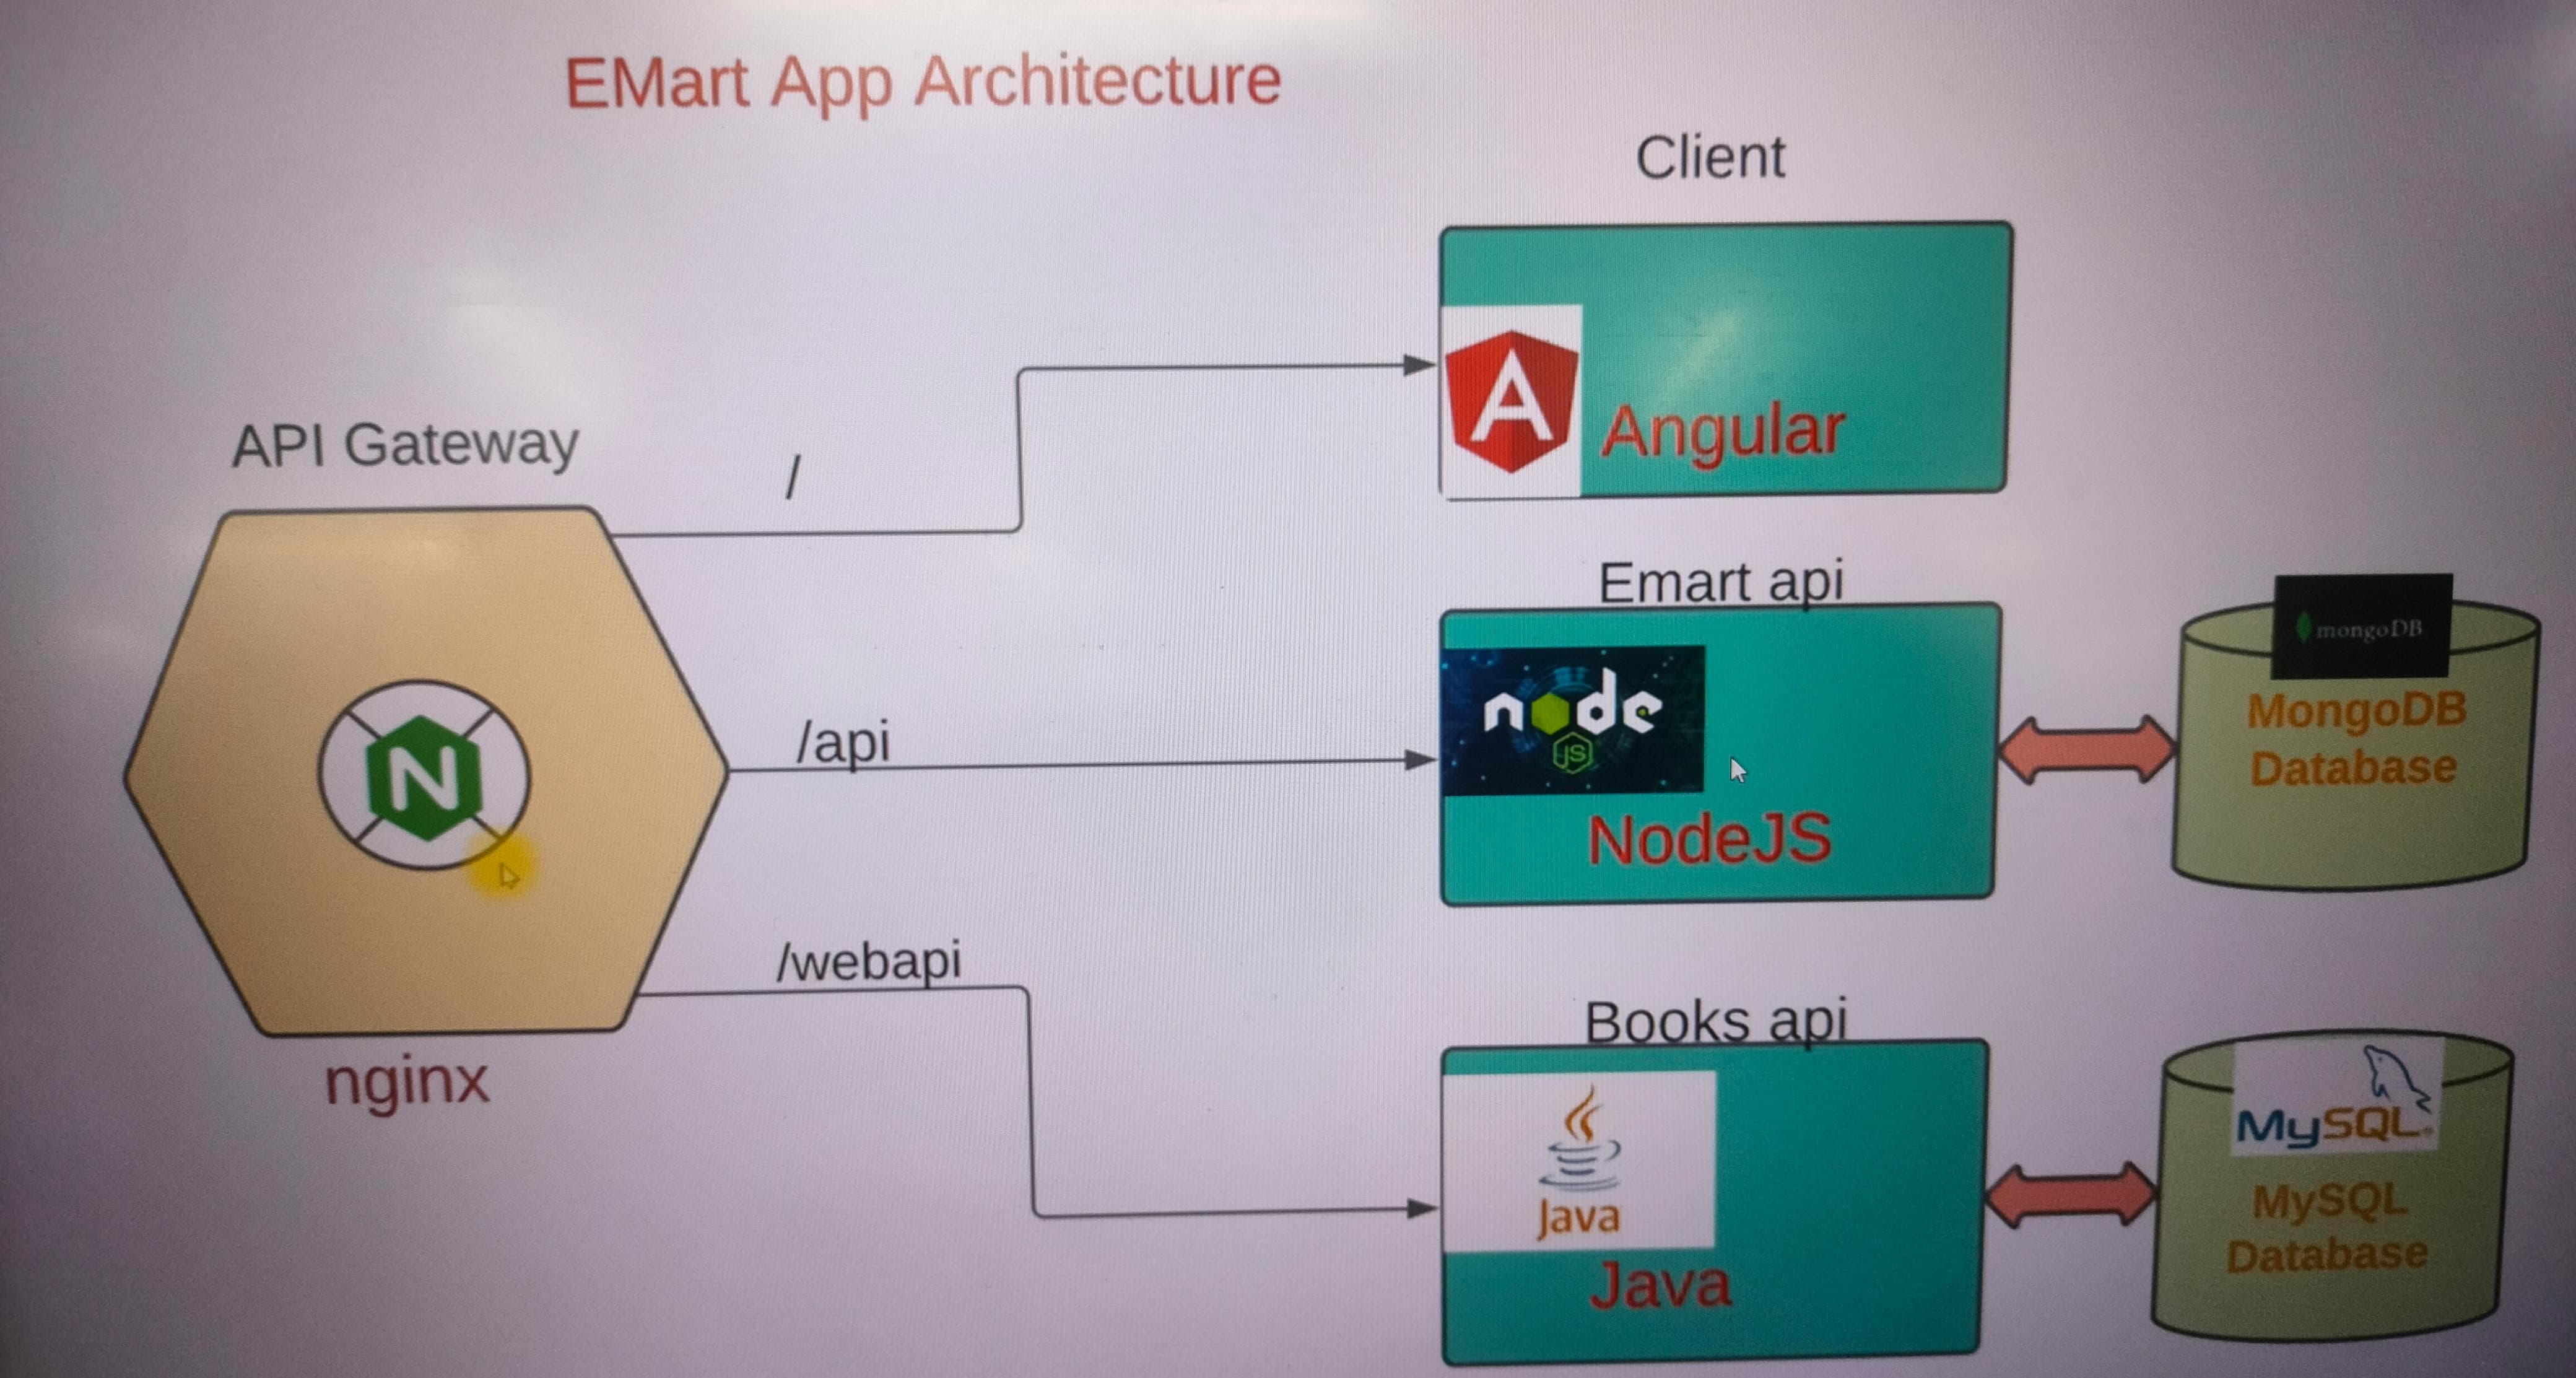 EMart App Architecture
Client
A
Angular
API Gateway
/
N
nginx
/api
Emart api
node
JS
NodeJS
mongoDB
MongoDB
Database
/webapi
Books api
Java
Java
MySQL
MySQL
Database